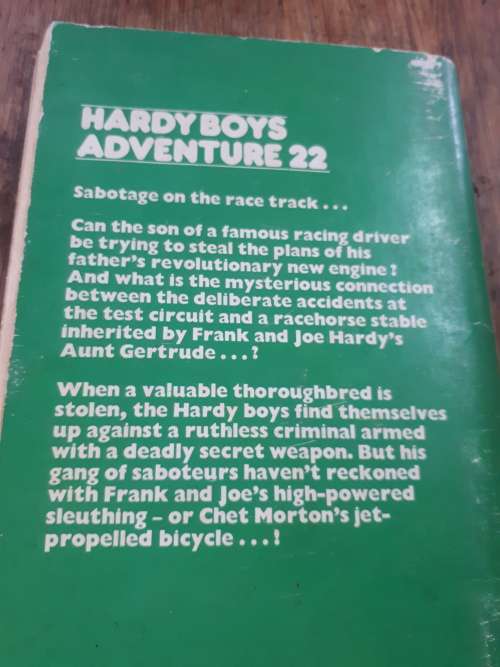 HARDY BOYS
ADVENTURE 22
Sabotage on the race track...
Can the son of a famous racing driver
be trying to steal the plans of his
father's revolutionary new engine?
And what is the mysterious connection
between the deliberate accidents at
the test circuit and a racehorse stable
inherited by Frank and Joe Hardy's
Aunt Gertrude...?
When a valuable thoroughbred is
stolen, the Hardy boys find themselves
up against a ruthless criminal armed
with a deadly secret weapon. But his
gang of saboteurs haven't reckoned
with Frank and Joe's high-powered
sleuthing – or Chet Morton's jet-
propelled bicycle...!